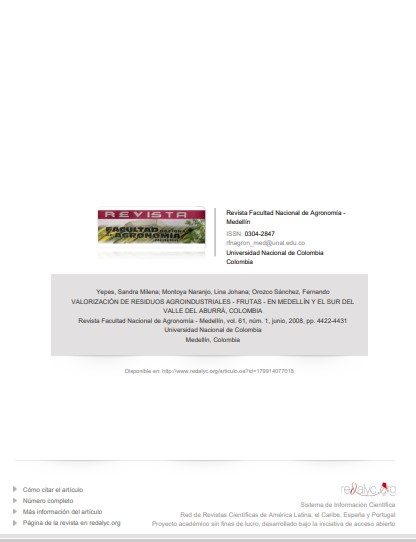 REVISTA
FACULTAD NACIONAL
DE AGRONOMÍA
Revista Facultad Nacional de Agronomía -
Medellín
ISSN: 0304-2847
rfnagron_med@unal.edu.co
Universidad Nacional de Colombia
Colombia
Yepes, Sandra Milena; Montoya Naranjo, Lina Johana; Orozco Sánchez, Fernando
VALORIZACIÓN DE RESIDUOS AGROINDUSTRIALES - FRUTAS - EN MEDELLÍN Y EL SUR DEL
VALLE DEL ABURRÁ, COLOMBIA
Revista Facultad Nacional de Agronomía - Medellín, vol. 61, núm. 1, junio, 2008, pp. 4422-4431
Universidad Nacional de Colombia
Medellín, Colombia
Disponible en: http://www.redalyc.org/articulo.oa?id=179914077018
Cómo citar el artículo
Número completo
Más información del artículo
Página de la revista en redalyc.org
redalyc.org
Sistema de Información Científica
Red de Revistas Científicas de América Latina, el Caribe, España y Portugal
Proyecto académico sin fines de lucro, desarrollado bajo la iniciativa de acceso abierto